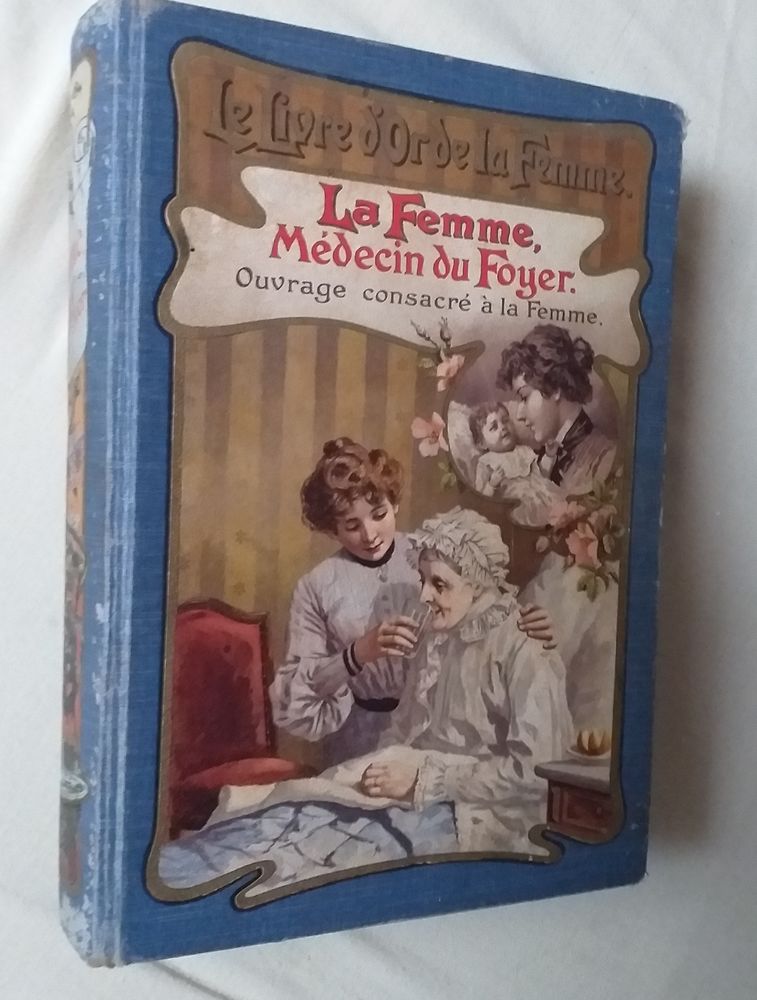 Le Livre d'Or de la Femme.
La Femme,
Médecin du Foyer.
Ouvrage consacré à la Femme.